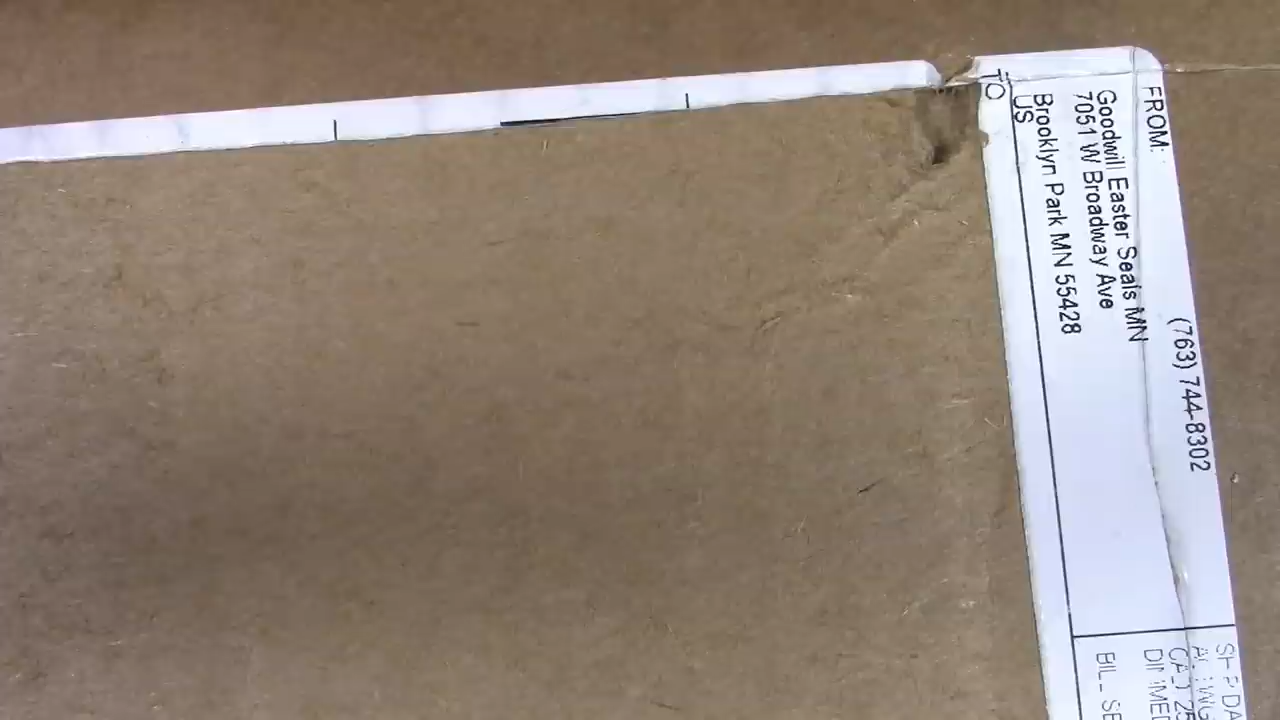 FROM:
(763) 744-8302
Goodwill Easter Seals MN
7051 W Broadway Ave
Brooklyn Park MN 55428
US
TO